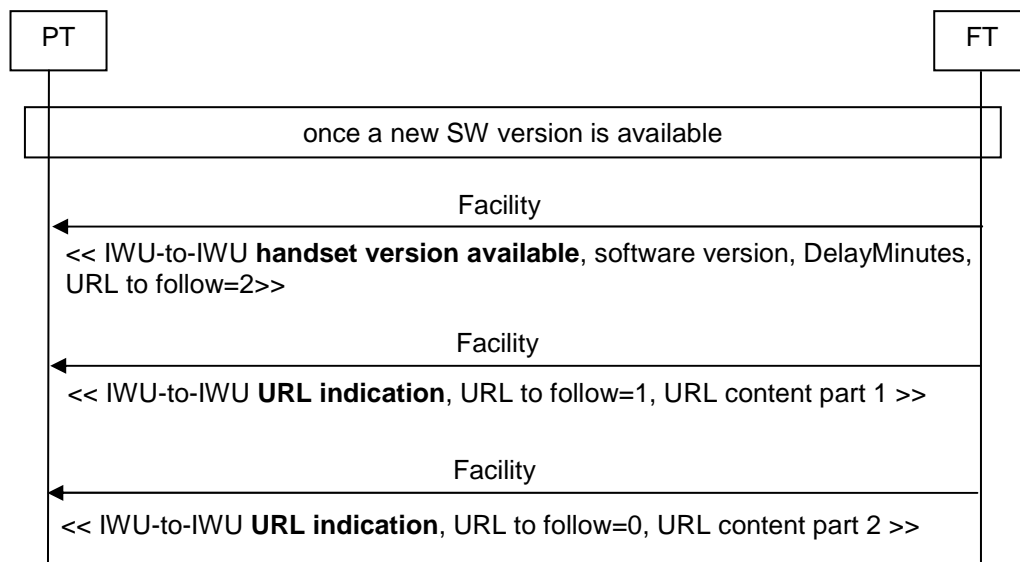 PT
FT
once a new SW version is available
Facility
<< IWU-to-IWU handset version available, software version, DelayMinutes,
URL to follow=2>>
Facility
<< IWU-to-IWU URL indication, URL to follow=1, URL content part 1 >>
Facility
<< IWU-to-IWU URL indication, URL to follow=0, URL content part 2 >>